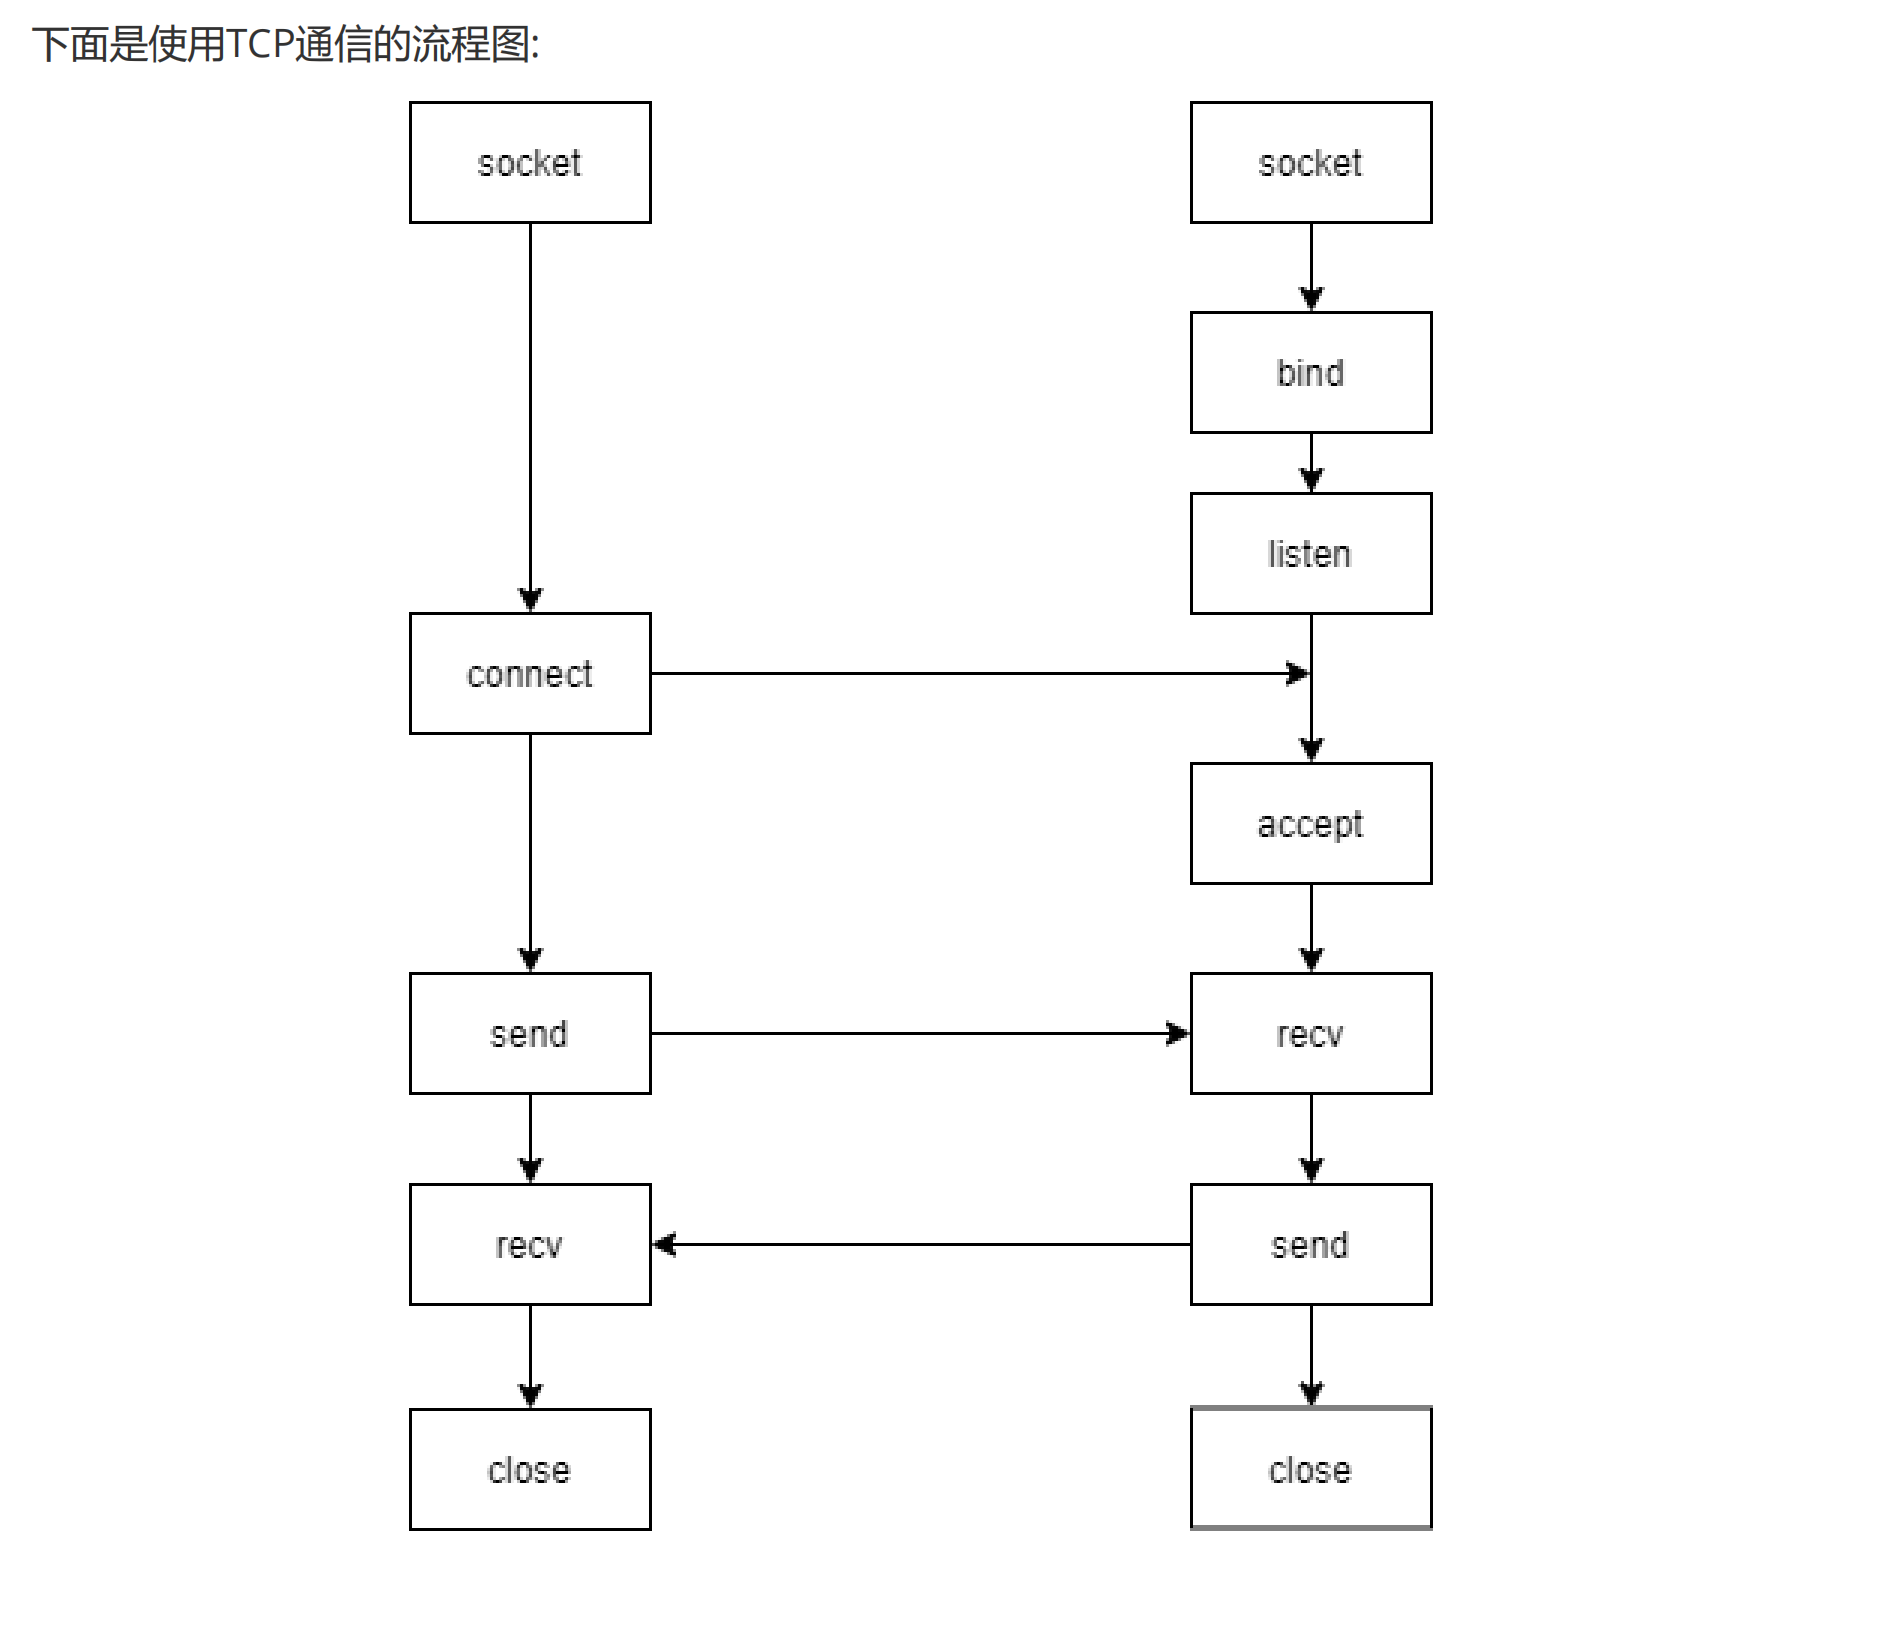 下面是使用TCP通信的流程图:
socket
socket
bind
listen
connect
accept
send
recv
recv
send
close
close